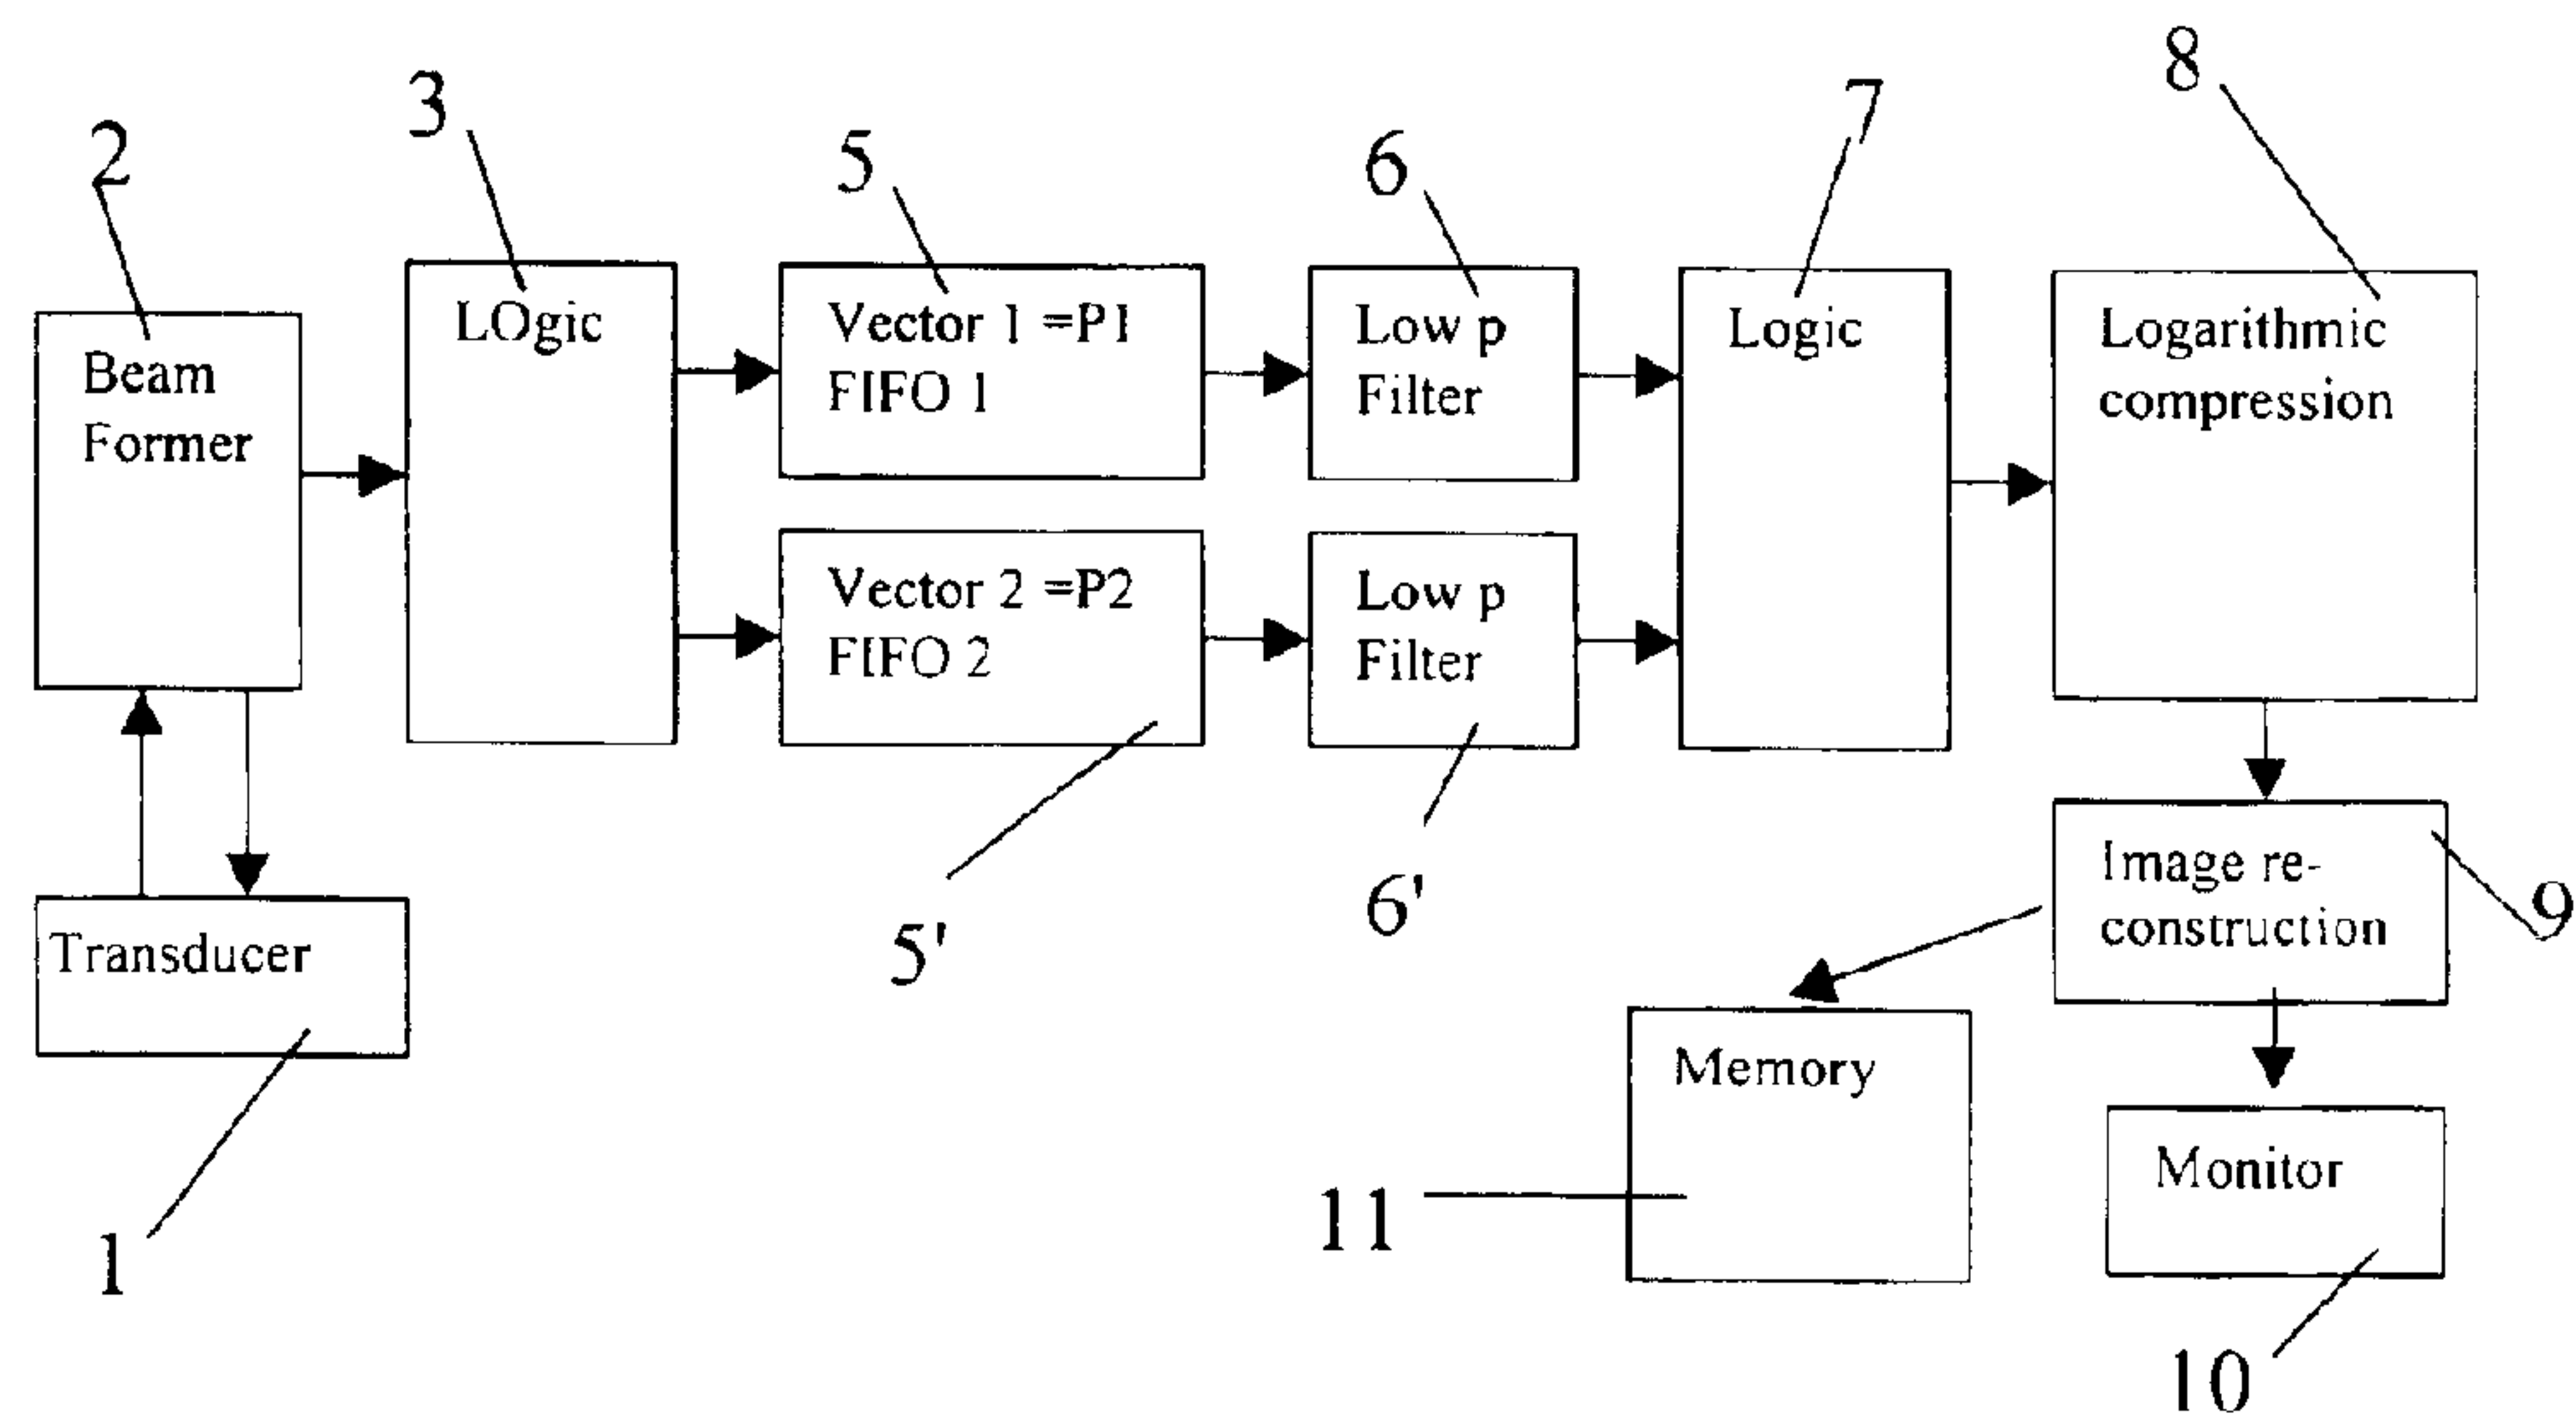 8
3
7
2
5
6
LOgic
Vector 1 =P1
FIFO 1
Low p
Filter
Logic
Logarithmic
compression
Beam
Former
Vector 2 =P2
FIFO 2
Low p
Filter
Image re-
construction
9
6'
5'
Transducer
Memory
Monitor
11
1
10